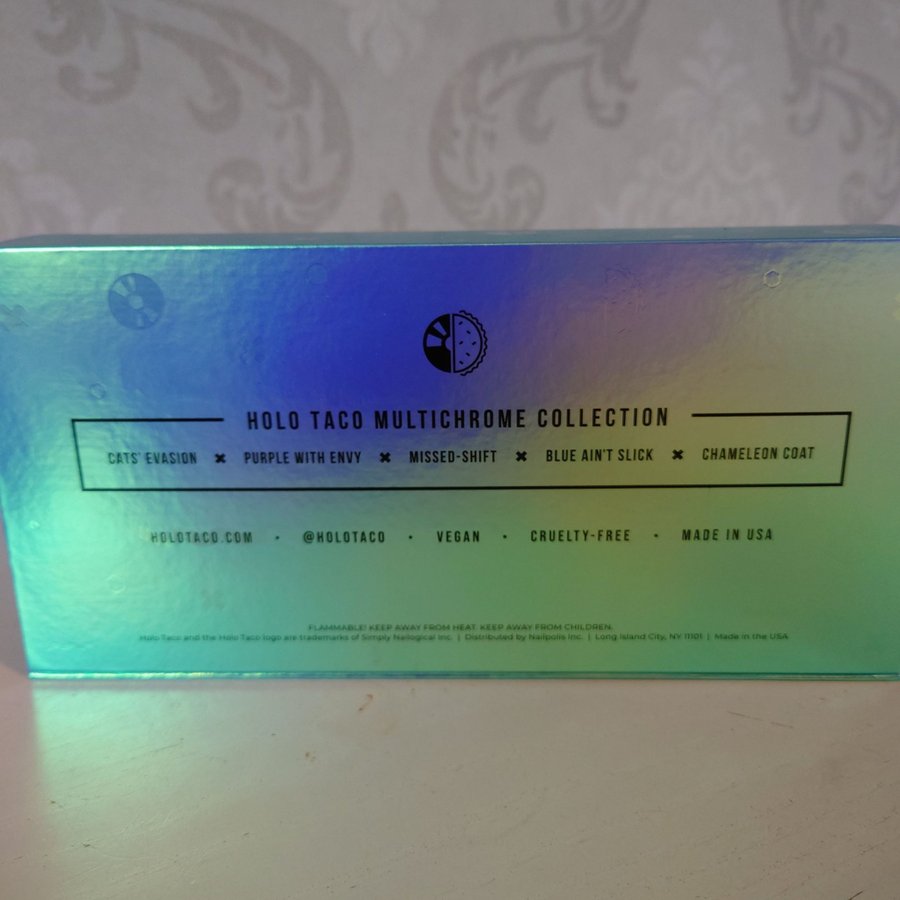 HOLO TACO MULTICHROME COLLECTION
CATS' EVASION ✖ PURPLE WITH ENVY ✖ MISSED-SHIFT ✖ BLUE AIN'T SLICK ✖ CHAMELEON COAT
HOLOTACO.COM • @HOLOTACO • VEGAN • CRUELTY-FREE • MADE IN USA
FLAMMABLE! KEEP AWAY FROM HEAT. KEEP AWAY FROM CHILDREN.
Holo Taco and the Holo Taco logo are trademarks of Simply Nailogical Inc. | Distributed by Nailpolis Inc. | Long Island City, NY 11101 | Made in the USA